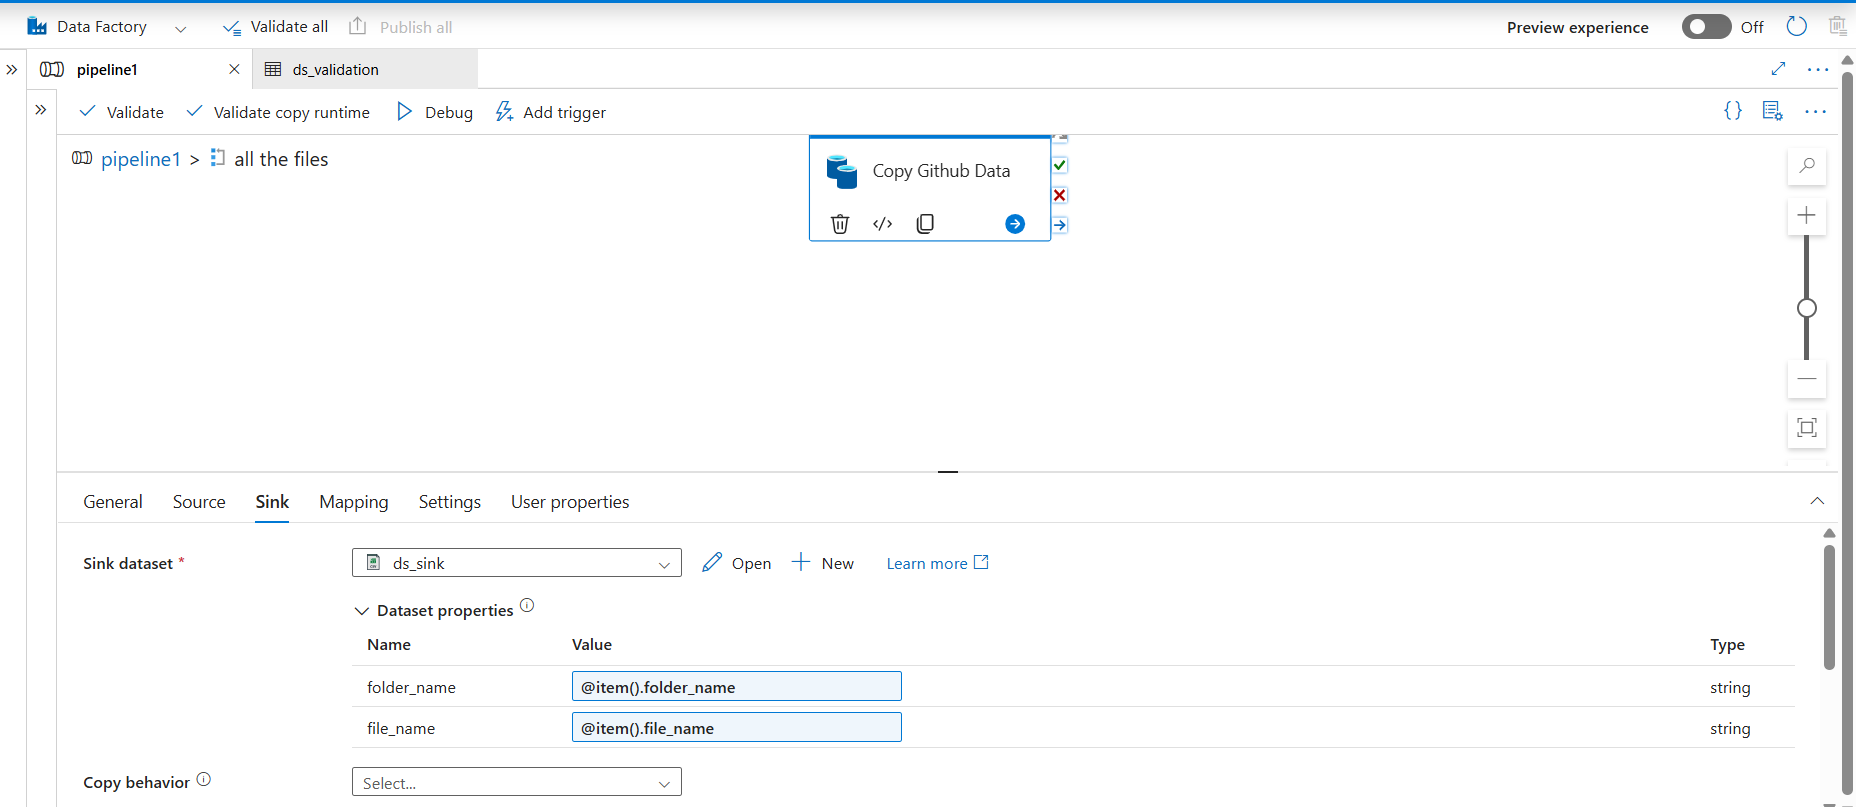 Data Factory Validate all Publish all Preview experience Off
pipeline1 ds_validation
Validate Validate copy runtime Debug Add trigger
pipeline1 > all the files
Copy Github Data
General Source Sink Mapping Settings User properties
Sink dataset * ds_sink Open New Learn more
Dataset properties
Name Value Type
folder_name @item().folder_name string
file_name @item().file_name string
Copy behavior Select...